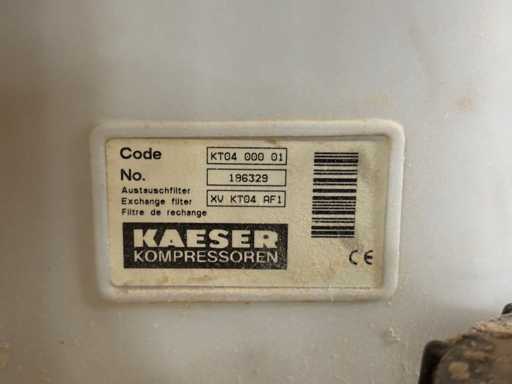 Code KT04 000 01
No. 196329
Austauschfilter
Exchange filter XV KT04 AF1
Filtre de rechange
KAESER
KOMPRESSOREN
CE